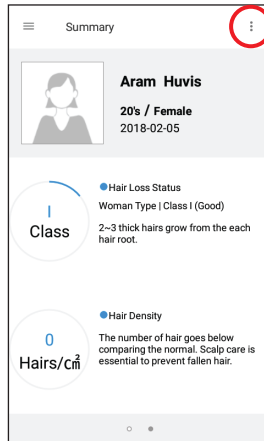 Summary
Aram Huvis
20's / Female
2018-02-05
Hair Loss Status
Woman Type | Class I (Good)
2~3 thick hairs grow from the each
hair root.
I
Class
Hair Density
The number of hair goes below
comparing the normal. Scalp care is
essential to prevent fallen hair.
0
Hairs/㎠